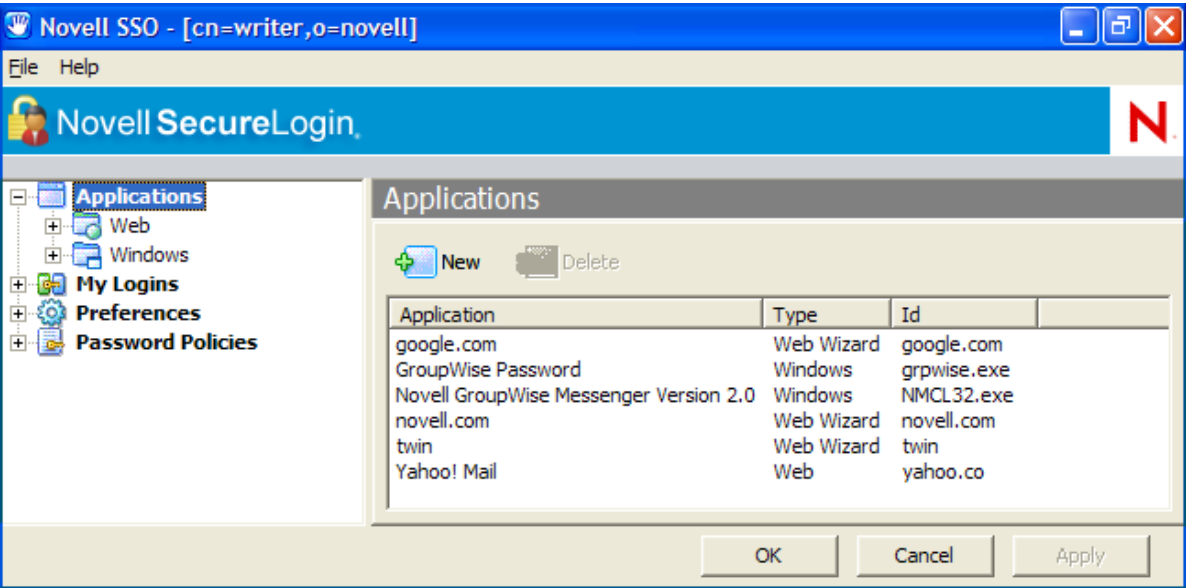 Novell SSO - [cn=writer,o=novell]
File Help
Novell SecureLogin.
N
Applications
Web
Windows
My Logins
Preferences
Password Policies
Applications
New Delete
Application Type Id
google.com Web Wizard google.com
GroupWise Password Windows grpwise.exe
Novell GroupWise Messenger Version 2.0 Windows NMCL32.exe
novell.com Web Wizard novell.com
twin Web Wizard twin
Yahoo! Mail Web yahoo.co
OK Cancel Apply